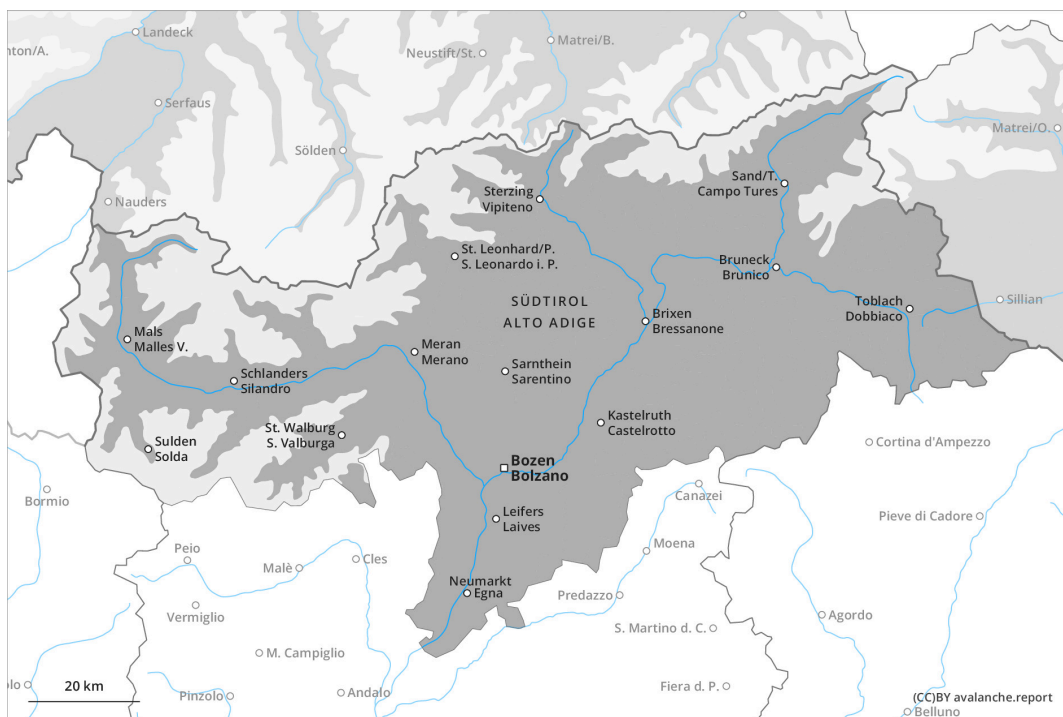 Landeck
Matrei/B.
Neustift/St.
nton/A.
Serfaus
Matrei/O.
Sölden
Sand/T.
Campo Tures
Sterzing
Vipiteno
Nauders
St. Leonhard/P.
S. Leonardo i. P.
Bruneck
Brunico
SÜDTIROL
ALTO ADIGE
Toblach
Dobbiaco
Sillian
Brixen
Bressanone
Mals
Malles V.
Meran
Merano
Schlanders
Silandro
Sarnthein
Sarentino
Kastelruth
Castelrotto
St. Walburg
S. Valburga
Sulden
Solda
Cortina d'Ampezzo
Bozen
Bolzano
Bormio
Canazei
Leifers
Laives
Pieve di Cadore
Peio
Cles
Malè
Moena
Neumarkt
Egna
Predazzo
Vermiglio
Agordo
S. Martino d. C.
M. Campiglio
olo
20 km
Pinzolo
Andalo
Fiera d. P.
(CC)BY avalanche.report
Belluno